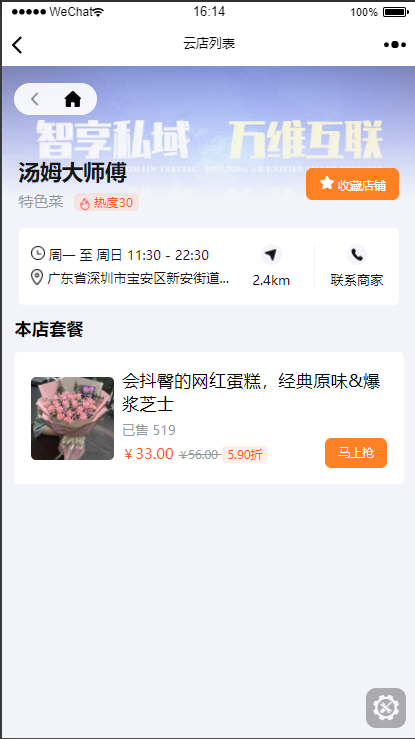 WeChat
16:14
100%
云店列表
智享私域 万维互联
汤姆大师傅
特色菜
热度30
收藏店铺
周一 至 周日 11:30 - 22:30
广东省深圳市宝安区新安街道...
2.4km
联系商家
本店套餐
会抖臀的网红蛋糕，经典原味&爆
浆芝士
已售 519
￥33.00 ￥56.00 5.90折
马上抢